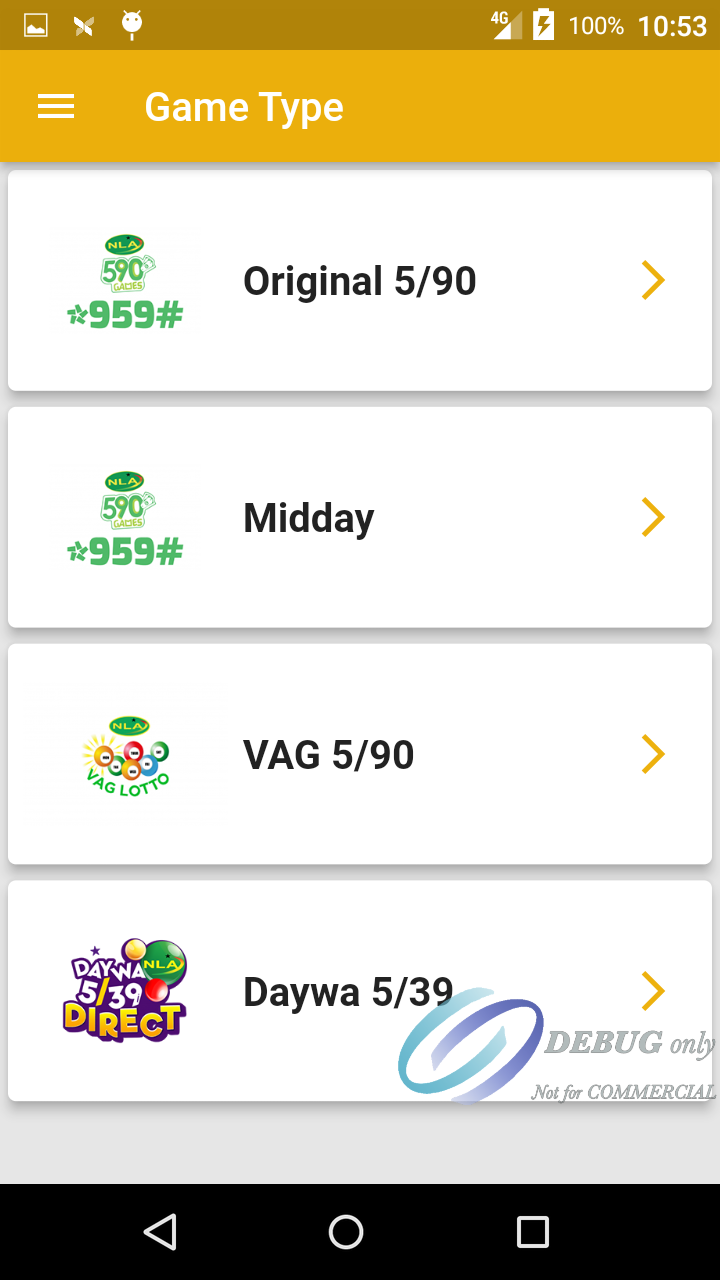 4G 100% 10:53
Game Type
NLA
590
GAMES
*959#
Original 5/90
NLA
590
GAMES
*959#
Midday
NLA
VAG LOTTO
VAG 5/90
DAYWA
NLA
5/39
DIRECT
Daywa 5/39
DEBUG only
Not for COMMERCIAL